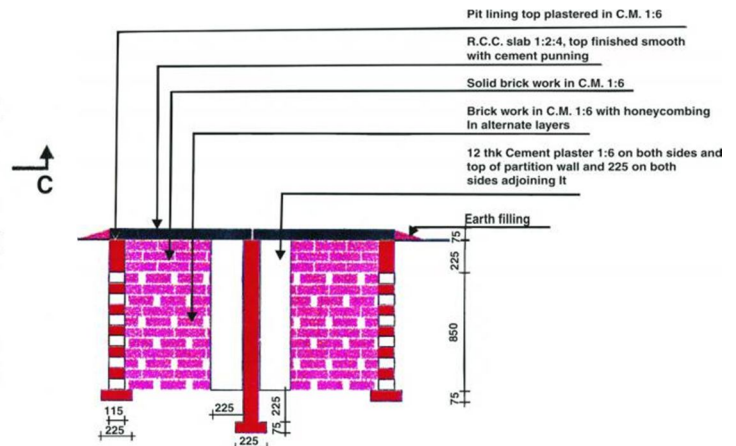 Pit lining top plastered in C.M. 1:6
R.C.C. slab 1:2:4, top finished smooth
with cement punning
Solid brick work in C.M. 1:6
Brick work in C.M. 1:6 with honeycombing
In alternate layers
12 thk Cement plaster 1:6 on both sides and
top of partition wall and 225 on both
sides adjoining It
C
Earth filling
75
225
850
75
115
225
225
225
75
225